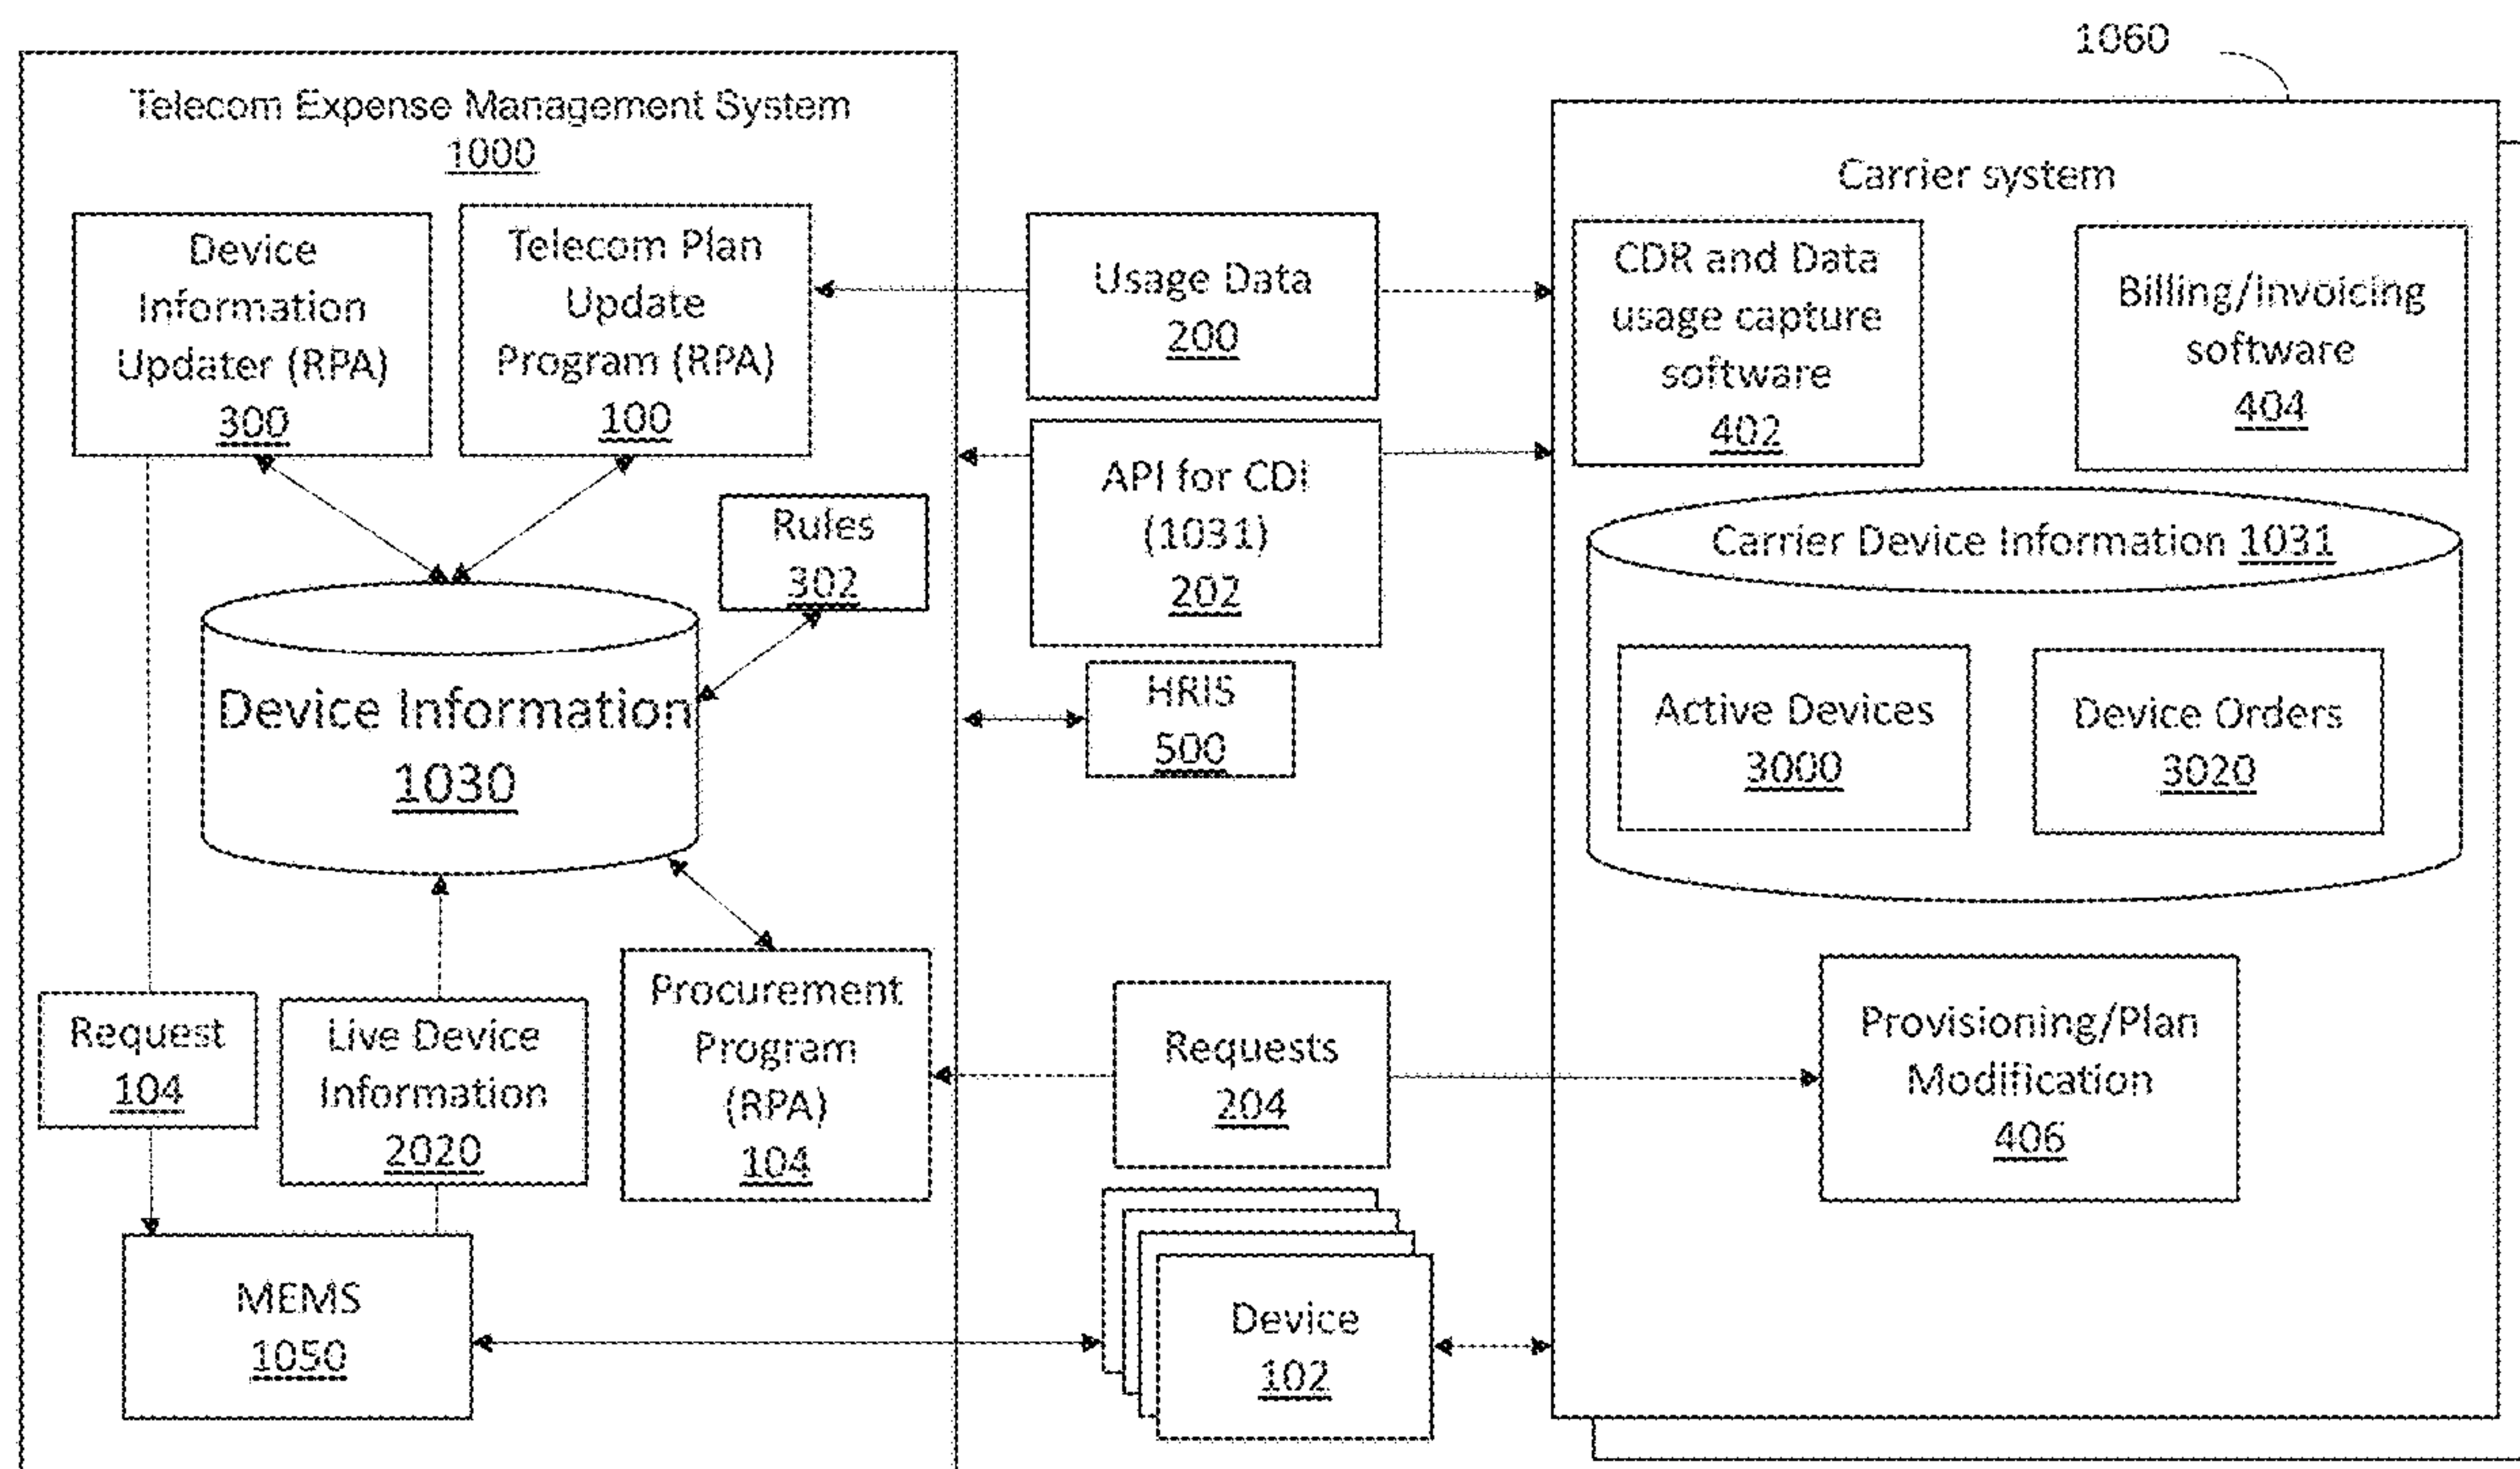 1060
Telecom Expense Management System
1000
Device
Information
Updater (RPA)
300
Telecom Plan
Update
Program (RPA)
100
Rules
302
Device Information
1030
Request
104
Live Device
Information
2020
Procurement
Program
(RPA)
104
MEMS
1050
Usage Data
200
API for CDI
(1031)
202
HRIS
500
Requests
204
Device
102
Carrier system
CDR and Data
usage capture
software
402
Billing/Invoicing
software
404
Carrier Device Information 1031
Active Devices
3000
Device Orders
3020
Provisioning/Plan
Modification
406